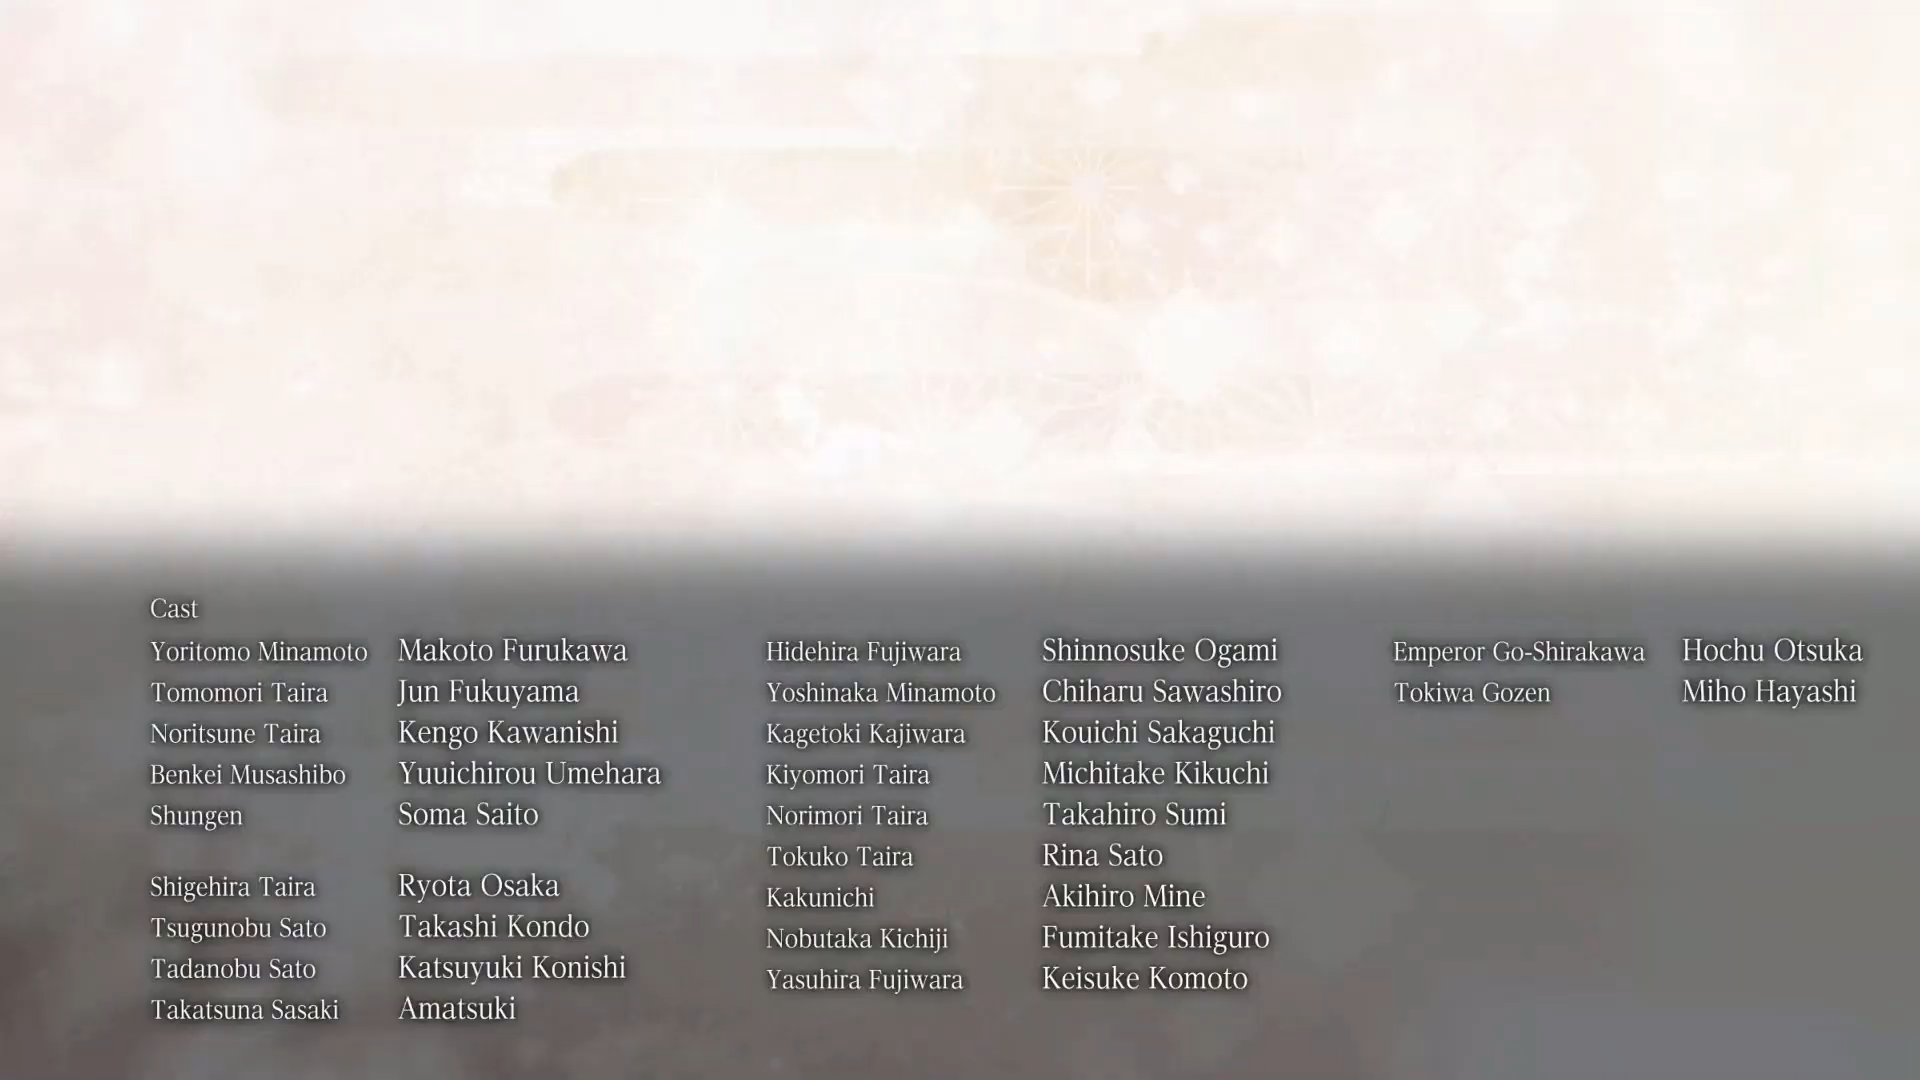 Cast
Yoritomo Minamoto Makoto Furukawa
Tomomori Taira Jun Fukuyama
Noritsune Taira Kengo Kawanishi
Benkei Musashibo Yuuichirou Umehara
Shungen Soma Saito
Shigehira Taira Ryota Osaka
Tsugunobu Sato Takashi Kondo
Tadanobu Sato Katsuyuki Konishi
Takatsuna Sasaki Amatsuki
Hidehira Fujiwara Shinnosuke Ogami
Yoshinaka Minamoto Chiharu Sawashiro
Kagetoki Kajiwara Kouichi Sakaguchi
Kiyomori Taira Michitake Kikuchi
Norimori Taira Takahiro Sumi
Tokuko Taira Rina Sato
Kakunichi Akihiro Mine
Nobutaka Kichiji Fumitake Ishiguro
Yasuhira Fujiwara Keisuke Komoto
Emperor Go-Shirakawa Hochu Otsuka
Tokiwa Gozen Miho Hayashi